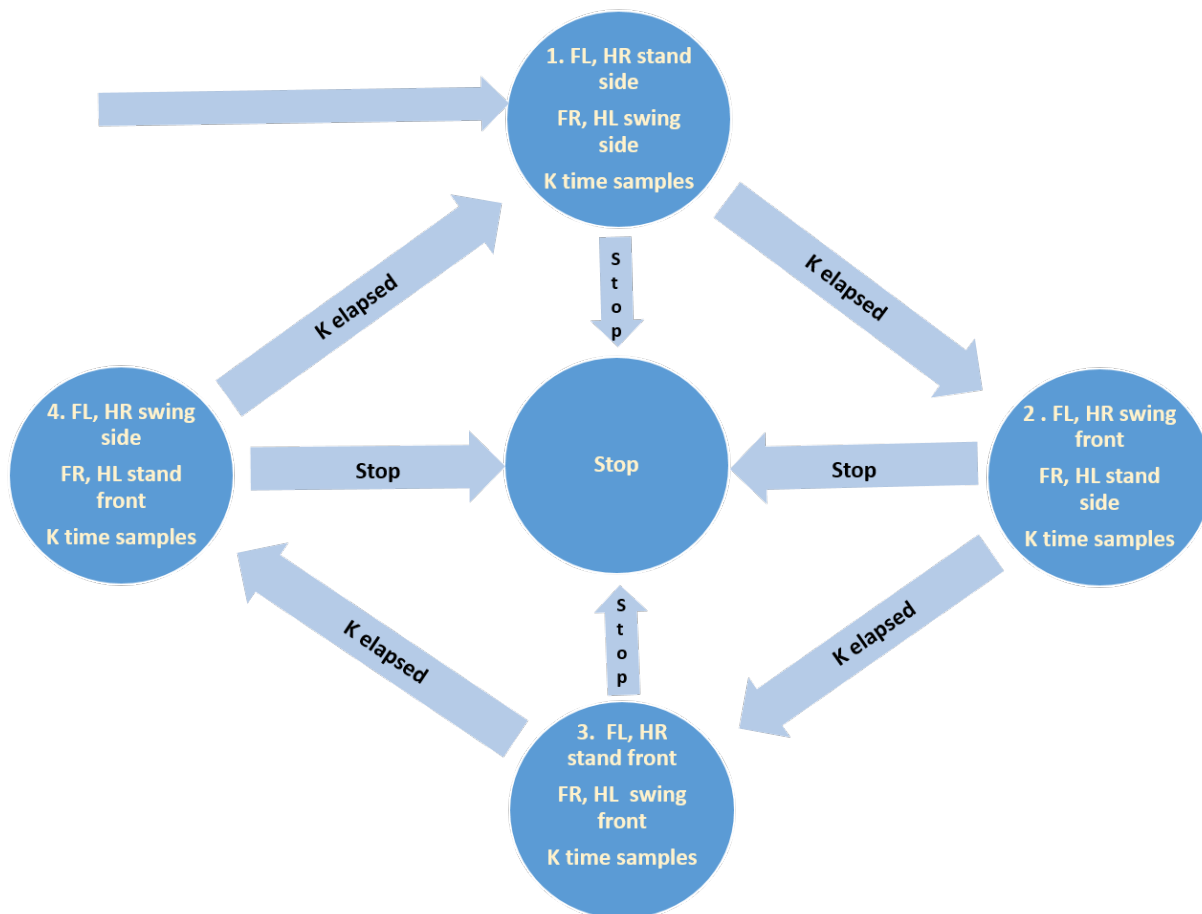 1. FL, HR stand
side
FR, HL swing
side
K time samples
Stop
K elapsed
K elapsed
4. FL, HR swing
side
FR, HL stand
front
K time samples
Stop
Stop
Stop
2 . FL, HR swing
front
FR, HL stand
side
K time samples
Stop
K elapsed
K elapsed
3. FL, HR
stand front
FR, HL swing
front
K time samples